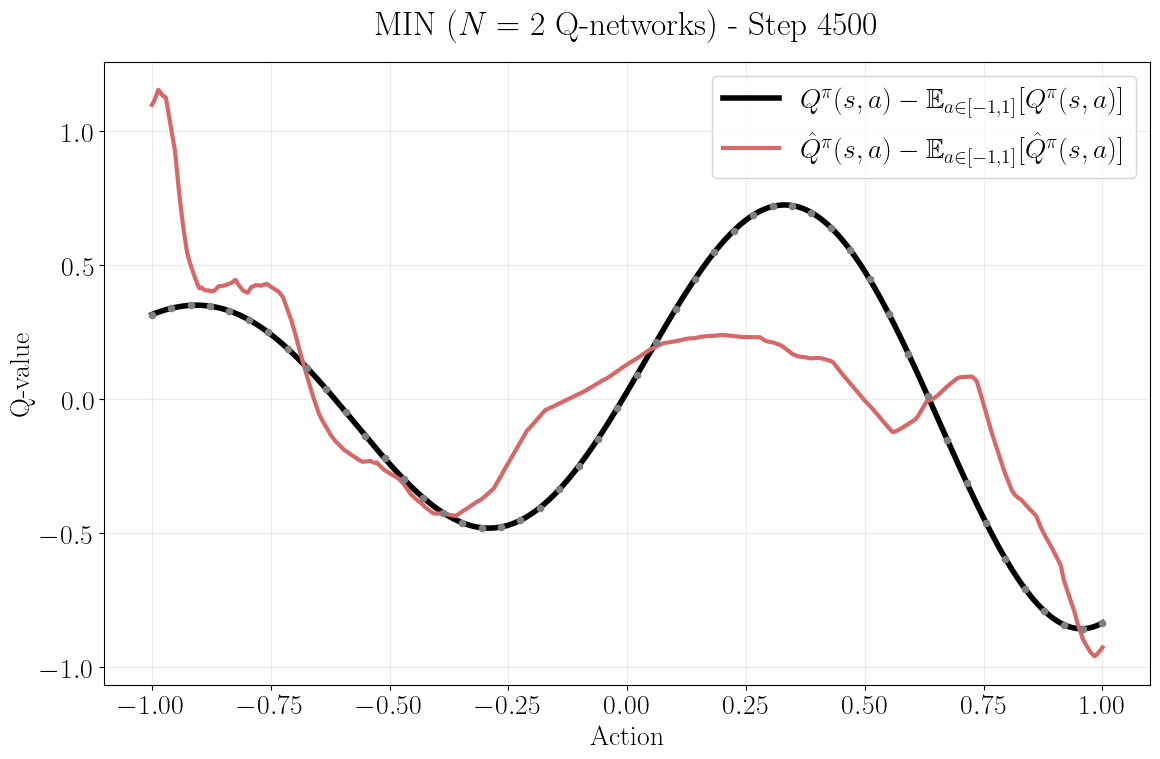 MIN (N = 2 Q-networks) - Step 4500
Q^π(s, a) − 𝔼_{a∈[−1,1]}[Q^π(s, a)]
Q̂^π(s, a) − 𝔼_{a∈[−1,1]}[Q̂^π(s, a)]
Q-value
1.0
0.5
0.0
−0.5
−1.0
−1.00 −0.75 −0.50 −0.25 0.00 0.25 0.50 0.75 1.00
Action